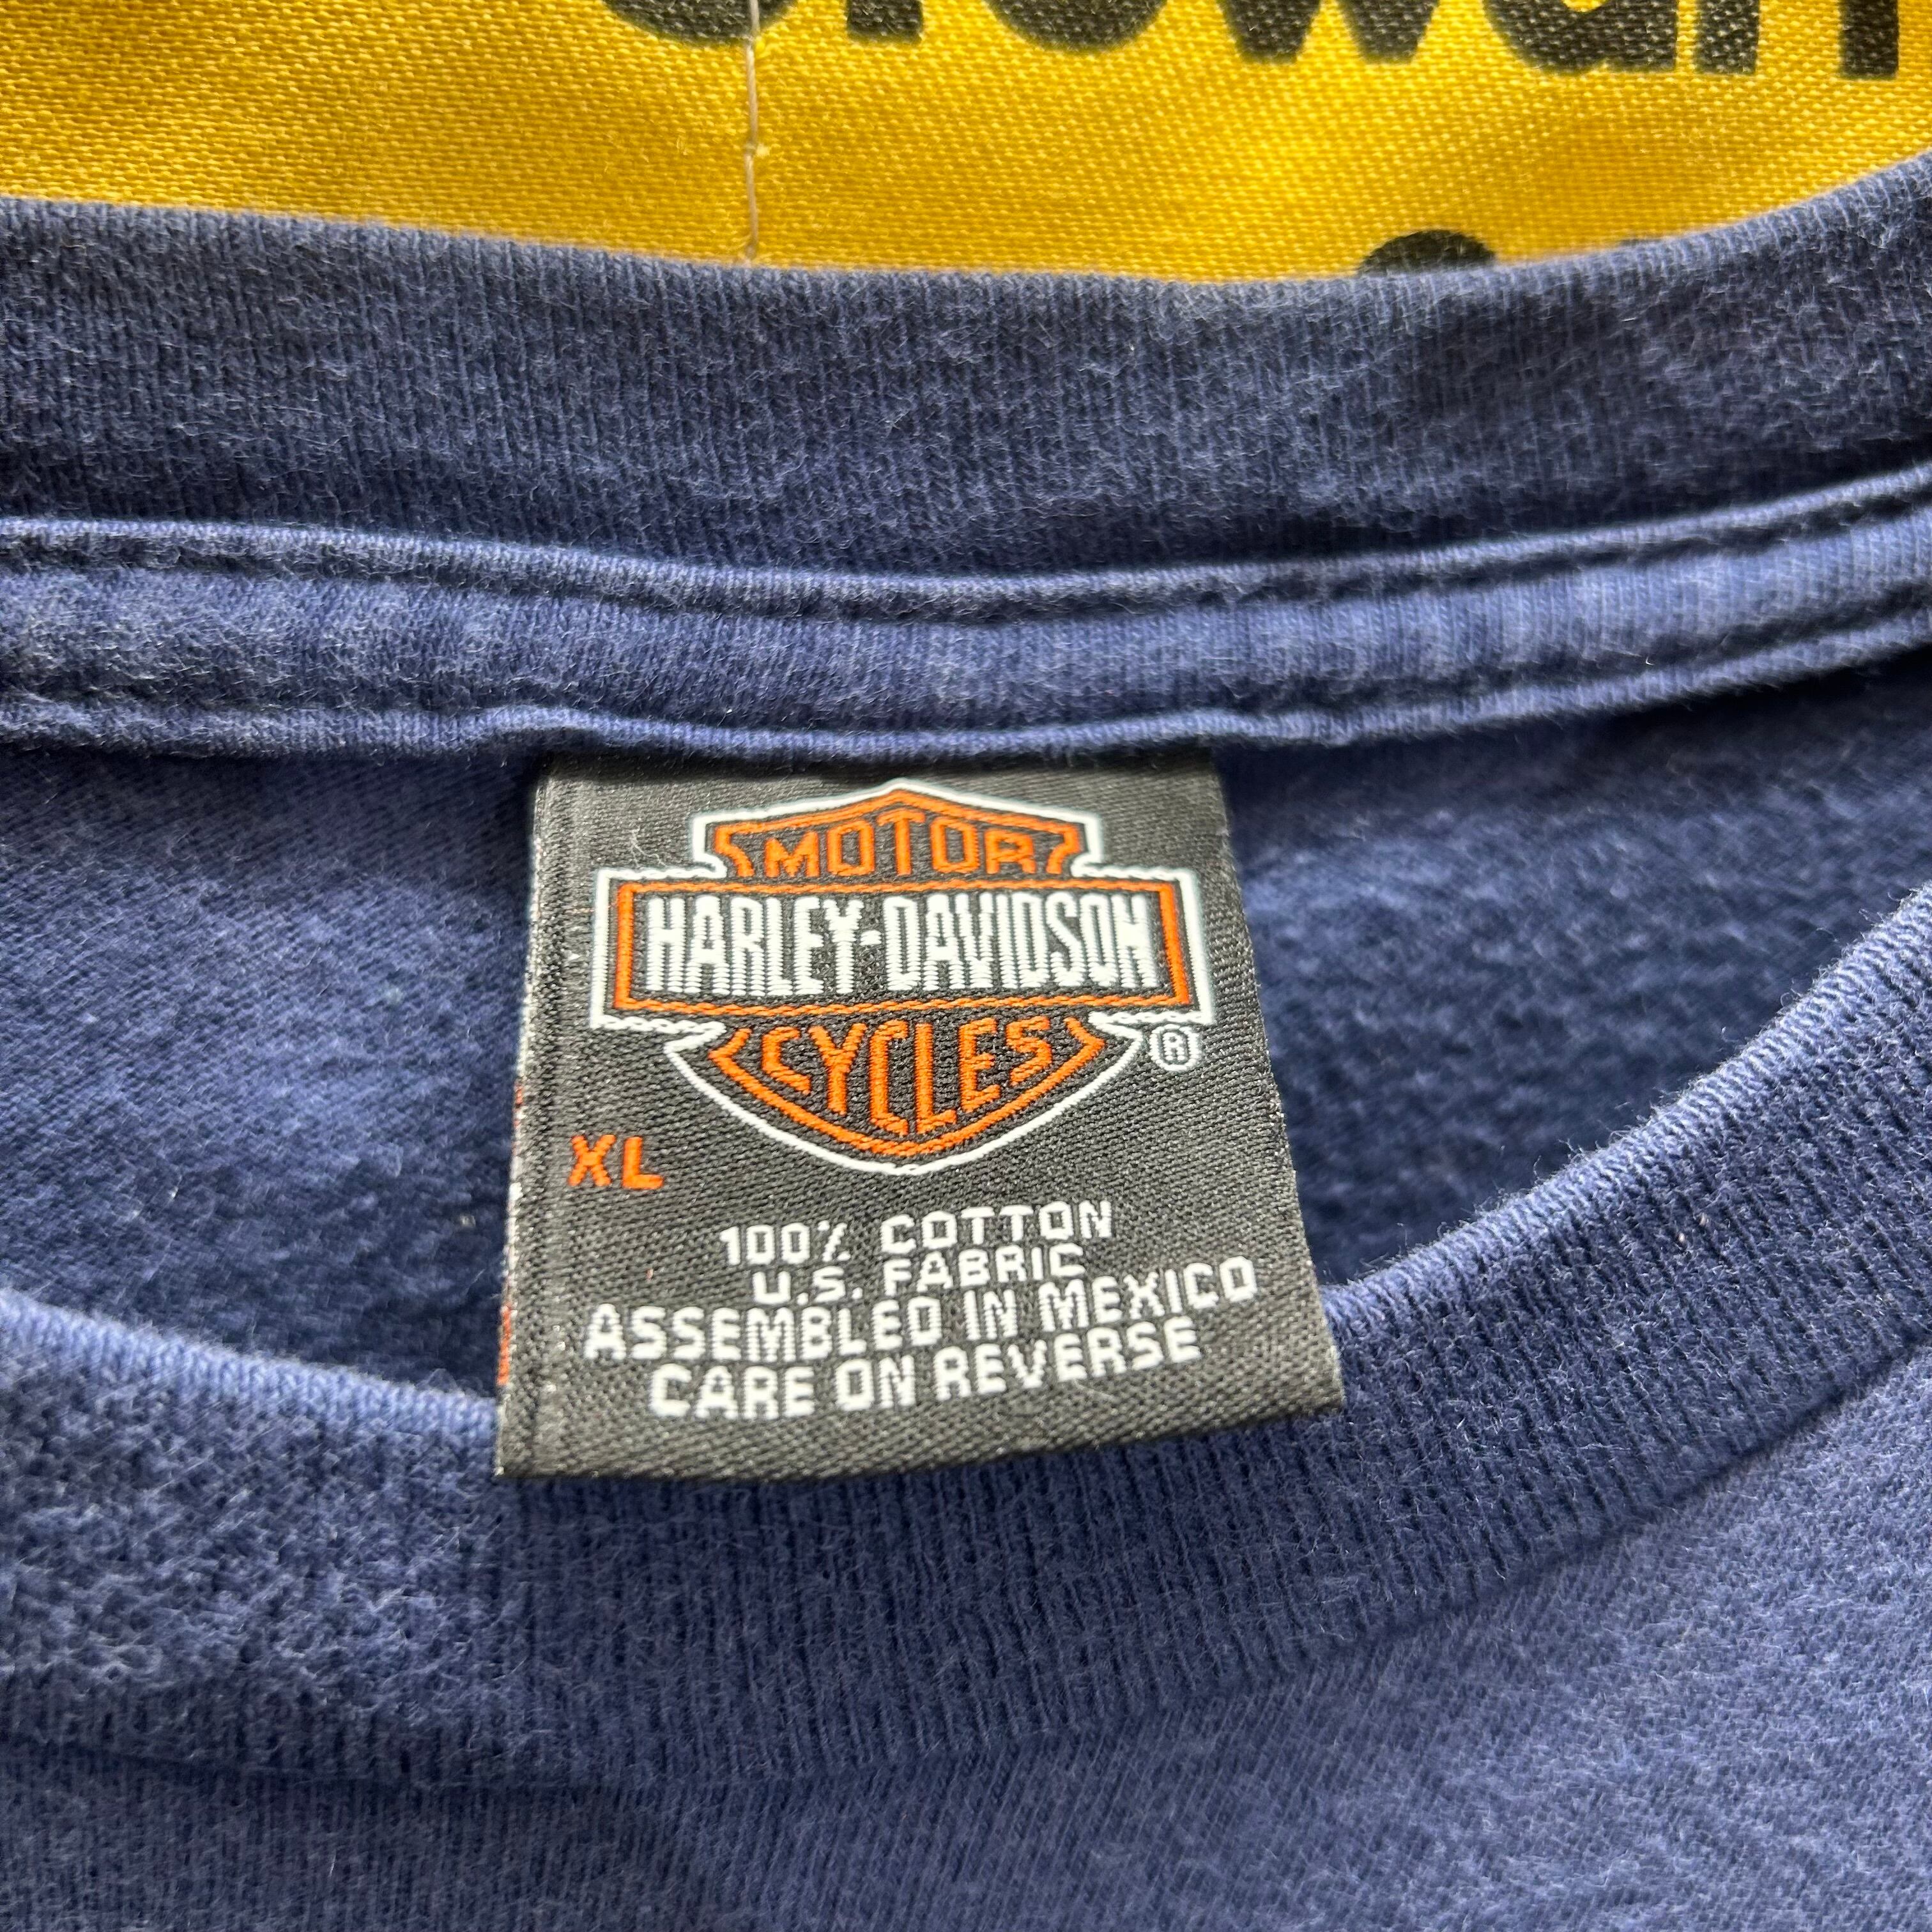 MOTOR
HARLEY-DAVIDSON
CYCLES ®
XL
100% COTTON
U.S. FABRIC
ASSEMBLED IN MEXICO
CARE ON REVERSE